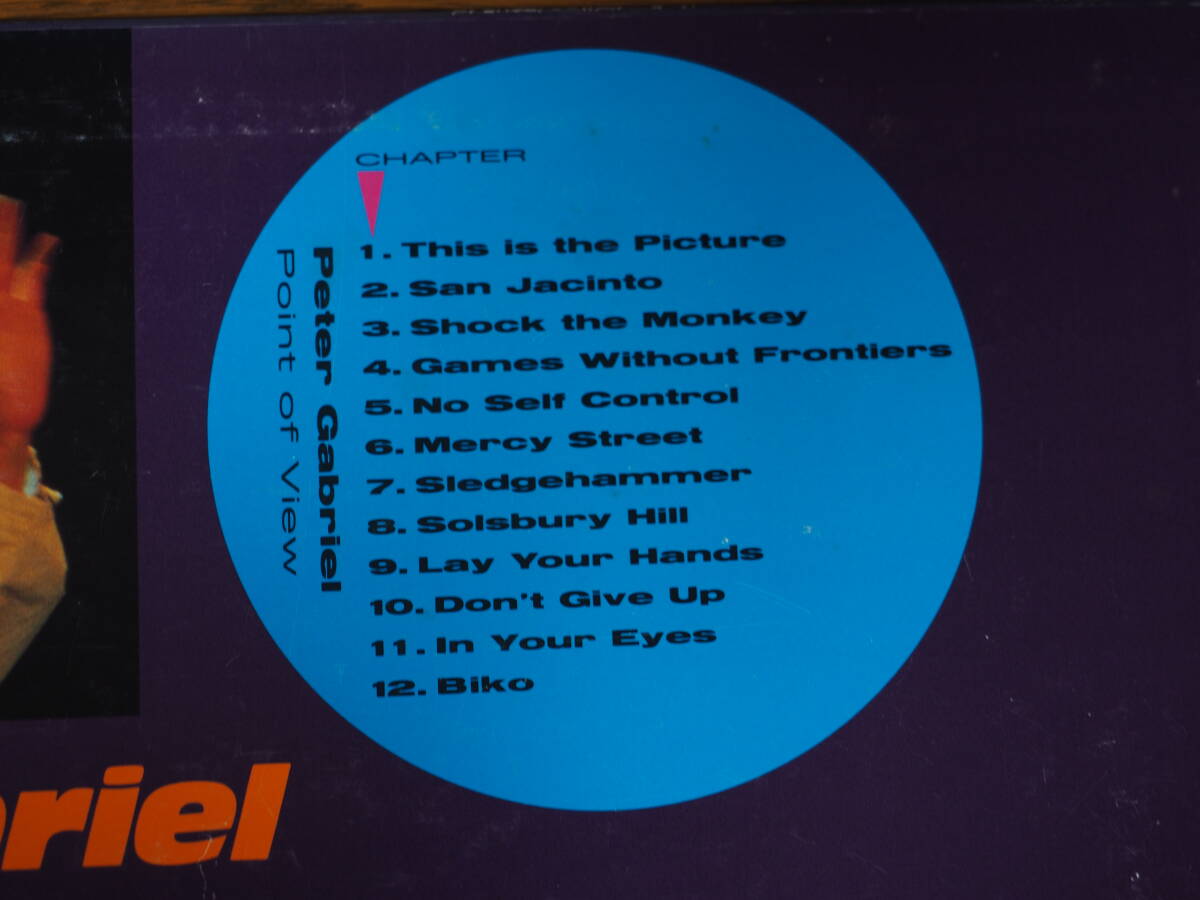 CHAPTER
1. This is the Picture
2. San Jacinto
3. Shock the Monkey
4. Games Without Frontiers
5. No Self Control
6. Mercy Street
7. Sledgehammer
8. Solsbury Hill
9. Lay Your Hands
10. Don't Give Up
11. In Your Eyes
12. Biko
Peter Gabriel
Point of View
riel